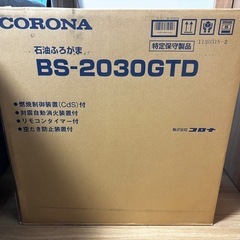 CORONA
特定保守製品
石油ふろがま
BS-2030GTD
●燃焼制御装置(CdS)付
●対震自動消火装置付
●リモコンタイマー付
●空だき防止装置付
株式会社 コロナ